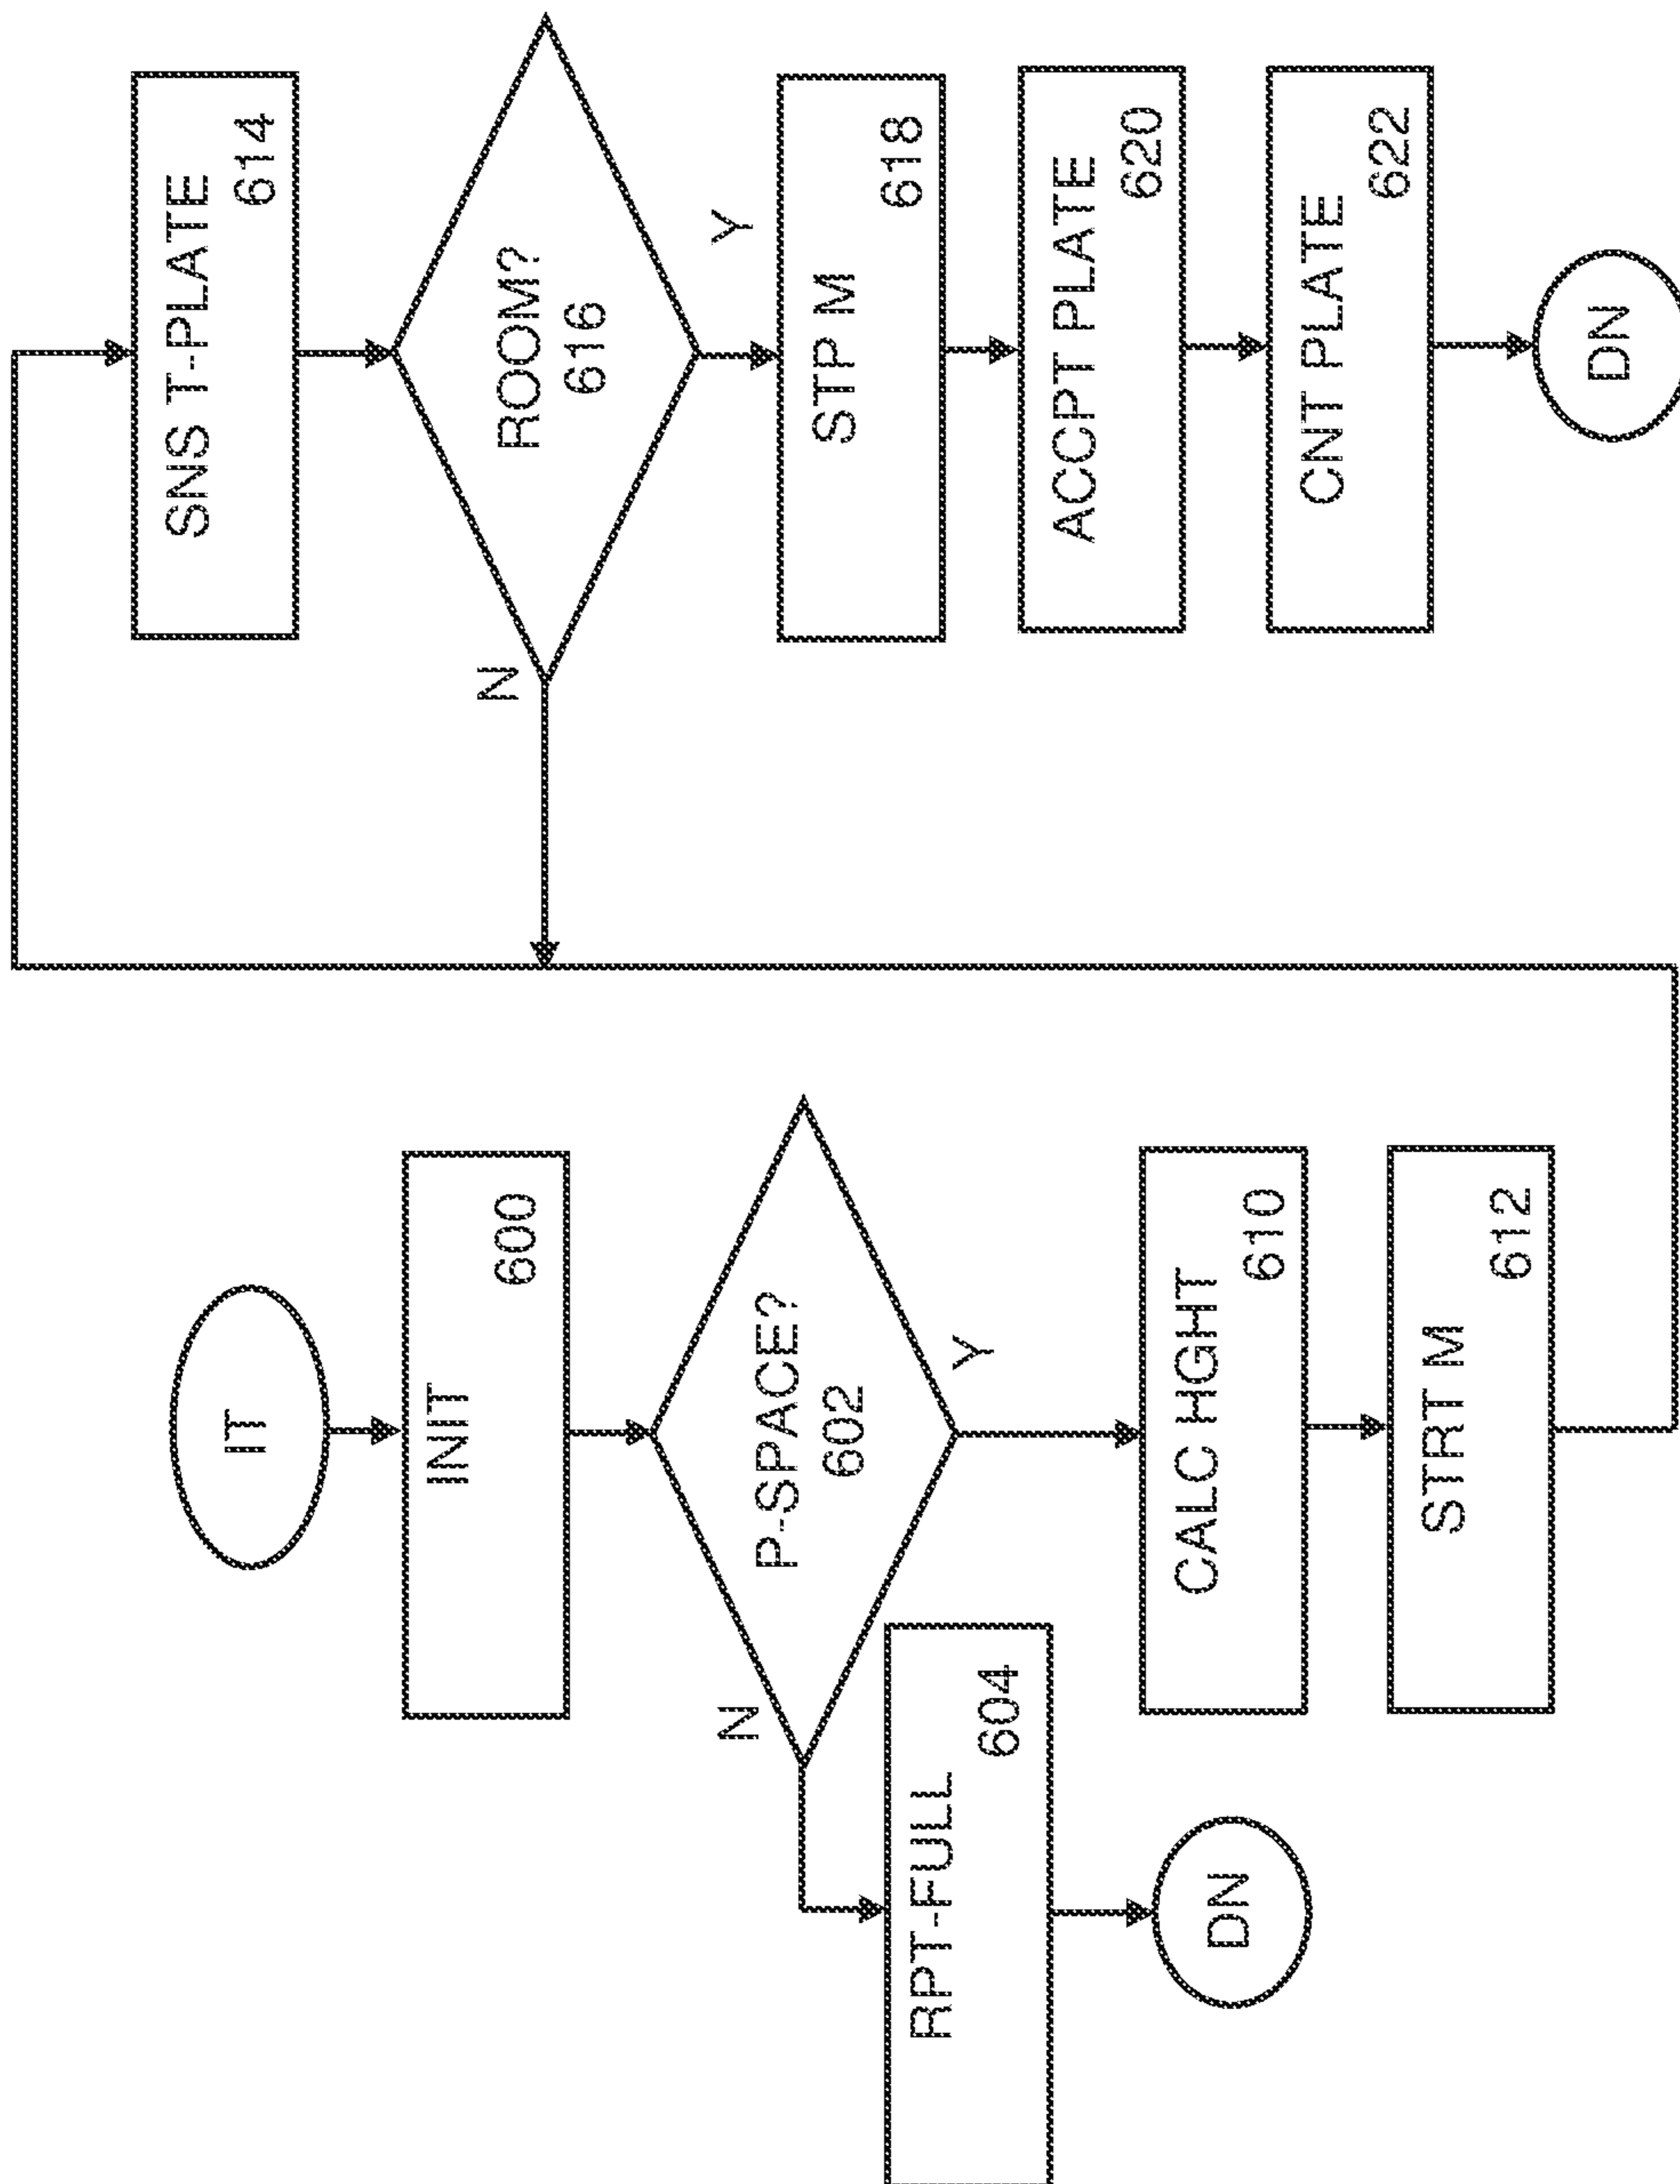 IT
INIT
600
P-SPACE?
602
N
Y
RPT-FULL
604
DN
CALC HGHT
610
STRT M
612
SNS T-PLATE
614
ROOM?
616
N
Y
STP M
618
ACCPT PLATE
620
CNT PLATE
622
DN